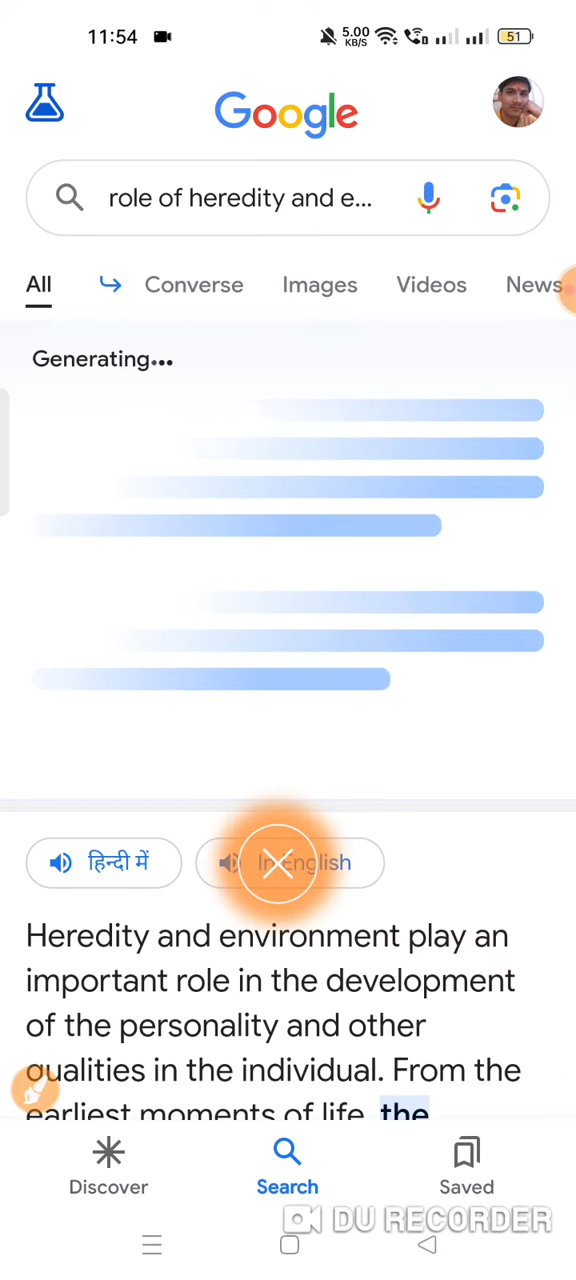 11:54
5.00
KB/S
51
Google
role of heredity and e...
All
Converse
Images
Videos
News
Generating...
हिन्दी में
In English
Heredity and environment play an
important role in the development
of the personality and other
qualities in the individual. From the
earliest moments of life, the
Discover
Search
Saved
DU RECORDER